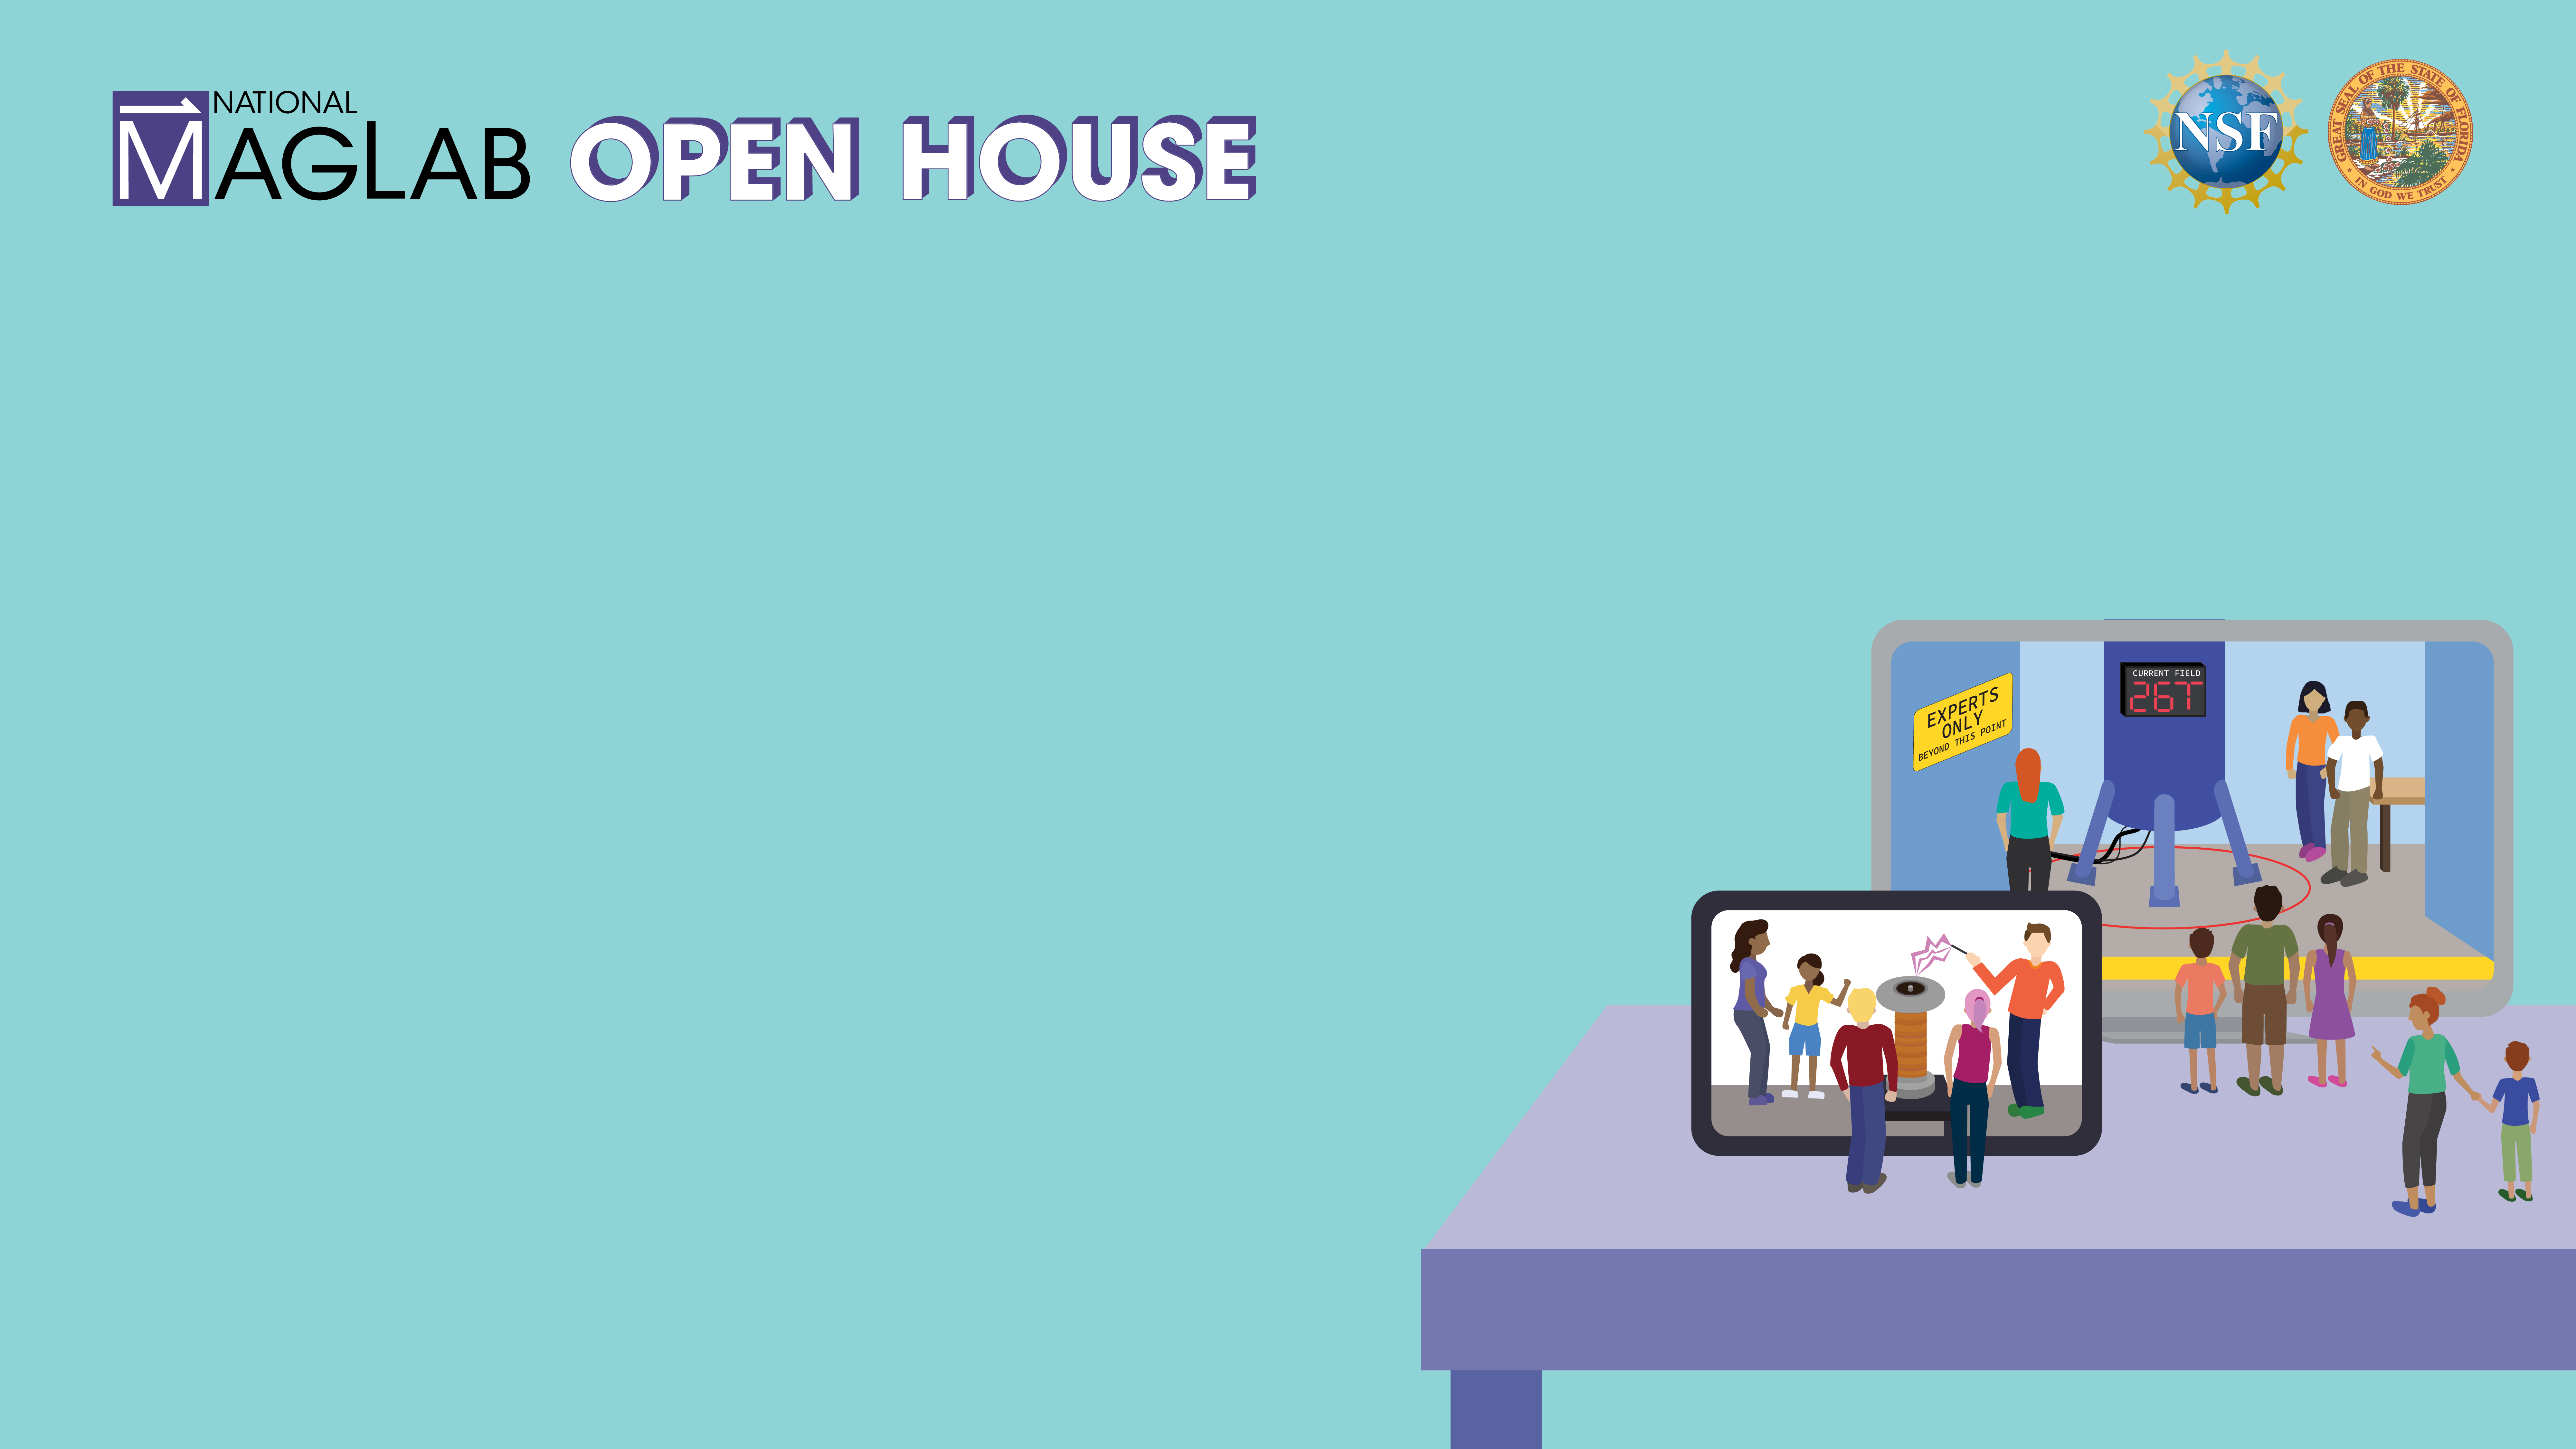 NATIONAL
MAGLAB OPEN HOUSE
NSF
GREAT SEAL OF THE STATE OF FLORIDA
IN GOD WE TRUST
EXPERTS
ONLY
BEYOND THIS POINT
CURRENT FIELD
26T